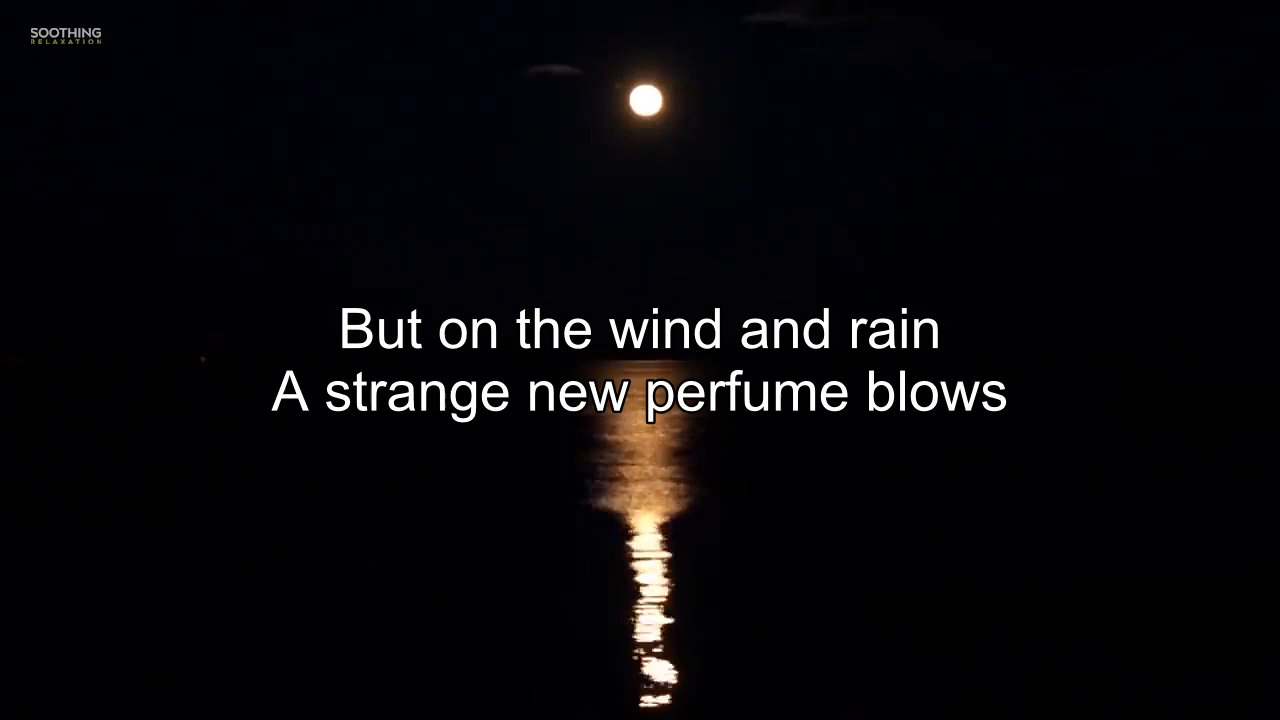 SOOTHING
RELAXATION
But on the wind and rain
A strange new perfume blows